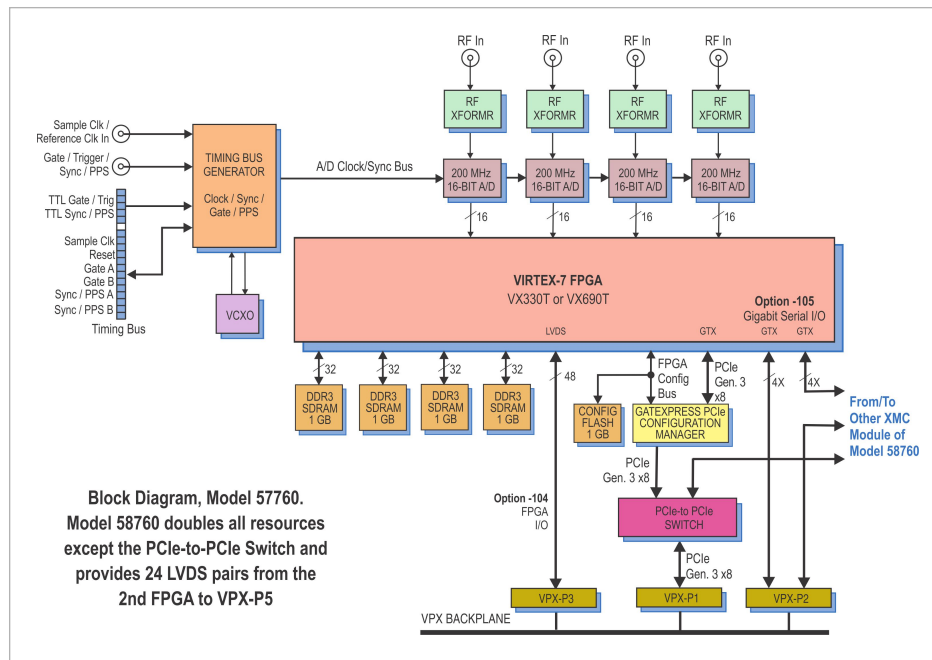 RF In RF In RF In RF In
RF
XFORMR
RF
XFORMR
RF
XFORMR
RF
XFORMR
Sample Clk /
Reference Clk In
Gate / Trigger /
Sync / PPS
TTL Gate / Trig
TTL Sync / PPS
Sample Clk
Reset
Gate A
Gate B
Sync / PPS A
Sync / PPS B
Timing Bus
TIMING BUS
GENERATOR
Clock / Sync /
Gate / PPS
VCXO
A/D Clock/Sync Bus
200 MHz
16-BIT A/D
200 MHz
16-BIT A/D
200 MHz
16-BIT A/D
200 MHz
16-BIT A/D
16 16 16 16
VIRTEX-7 FPGA
VX330T or VX690T
Option -105
Gigabit Serial I/O
LVDS GTX GTX GTX
32 32 32 32
48
DDR3
SDRAM
1 GB
DDR3
SDRAM
1 GB
DDR3
SDRAM
1 GB
DDR3
SDRAM
1 GB
FPGA
Config
Bus
PCIe
Gen. 3
x8
4X 4X
CONFIG
FLASH
1 GB
GATEXPRESS PCIe
CONFIGURATION
MANAGER
From/To
Other XMC
Module of
Model 58760
PCIe
Gen. 3 x8
Option -104
FPGA
I/O
PCIe-to PCIe
SWITCH
PCIe
Gen. 3 x8
Block Diagram, Model 57760.
Model 58760 doubles all resources
except the PCIe-to-PCIe Switch and
provides 24 LVDS pairs from the
2nd FPGA to VPX-P5
VPX-P3 VPX-P1 VPX-P2
VPX BACKPLANE